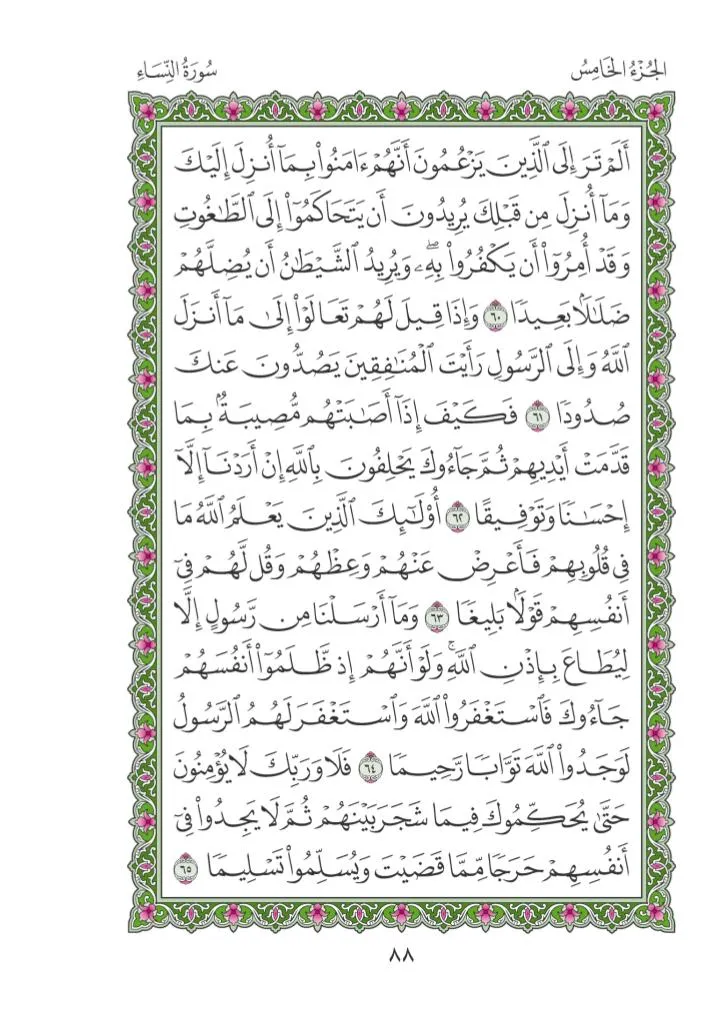 الجُزْءُ الخَامِسُ
سُورَةُ النِّسَاءِ
أَلَمْ تَرَ إِلَى ٱلَّذِينَ يَزْعُمُونَ أَنَّهُمْ ءَامَنُوا۟ بِمَآ أُنزِلَ إِلَيْكَ
وَمَآ أُنزِلَ مِن قَبْلِكَ يُرِيدُونَ أَن يَتَحَاكَمُوٓا۟ إِلَى ٱلطَّٰغُوتِ
وَقَدْ أُمِرُوٓا۟ أَن يَكْفُرُوا۟ بِهِۦۖ وَيُرِيدُ ٱلشَّيْطَٰنُ أَن يُضِلَّهُمْ
ضَلَٰلَۢا بَعِيدًا ٦٠ وَإِذَا قِيلَ لَهُمْ تَعَالَوْا۟ إِلَىٰ مَآ أَنزَلَ
ٱللَّهُ وَإِلَى ٱلرَّسُولِ رَأَيْتَ ٱلْمُنَٰفِقِينَ يَصُدُّونَ عَنكَ
صُدُودًا ٦١ فَكَيْفَ إِذَآ أَصَٰبَتْهُم مُّصِيبَةٌۢ بِمَا
قَدَّمَتْ أَيْدِيهِمْ ثُمَّ جَآءُوكَ يَحْلِفُونَ بِٱللَّهِ إِنْ أَرَدْنَآ إِلَّآ
إِحْسَٰنًا وَتَوْفِيقًا ٦٢ أُو۟لَٰٓئِكَ ٱلَّذِينَ يَعْلَمُ ٱللَّهُ مَا
فِى قُلُوبِهِمْ فَأَعْرِضْ عَنْهُمْ وَعِظْهُمْ وَقُل لَّهُمْ فِىٓ
أَنفُسِهِمْ قَوْلَۢا بَلِيغًا ٦٣ وَمَآ أَرْسَلْنَا مِن رَّسُولٍ إِلَّا
لِيُطَاعَ بِإِذْنِ ٱللَّهِۚ وَلَوْ أَنَّهُمْ إِذ ظَّلَمُوٓا۟ أَنفُسَهُمْ
جَآءُوكَ فَٱسْتَغْفَرُوا۟ ٱللَّهَ وَٱسْتَغْفَرَ لَهُمُ ٱلرَّسُولُ
لَوَجَدُوا۟ ٱللَّهَ تَوَّابًا رَّحِيمًا ٦٤ فَلَا وَرَبِّكَ لَا يُؤْمِنُونَ
حَتَّىٰ يُحَكِّمُوكَ فِيمَا شَجَرَ بَيْنَهُمْ ثُمَّ لَا يَجِدُوا۟ فِىٓ
أَنفُسِهِمْ حَرَجًا مِّمَّا قَضَيْتَ وَيُسَلِّمُوا۟ تَسْلِيمًا ٦٥
٨٨